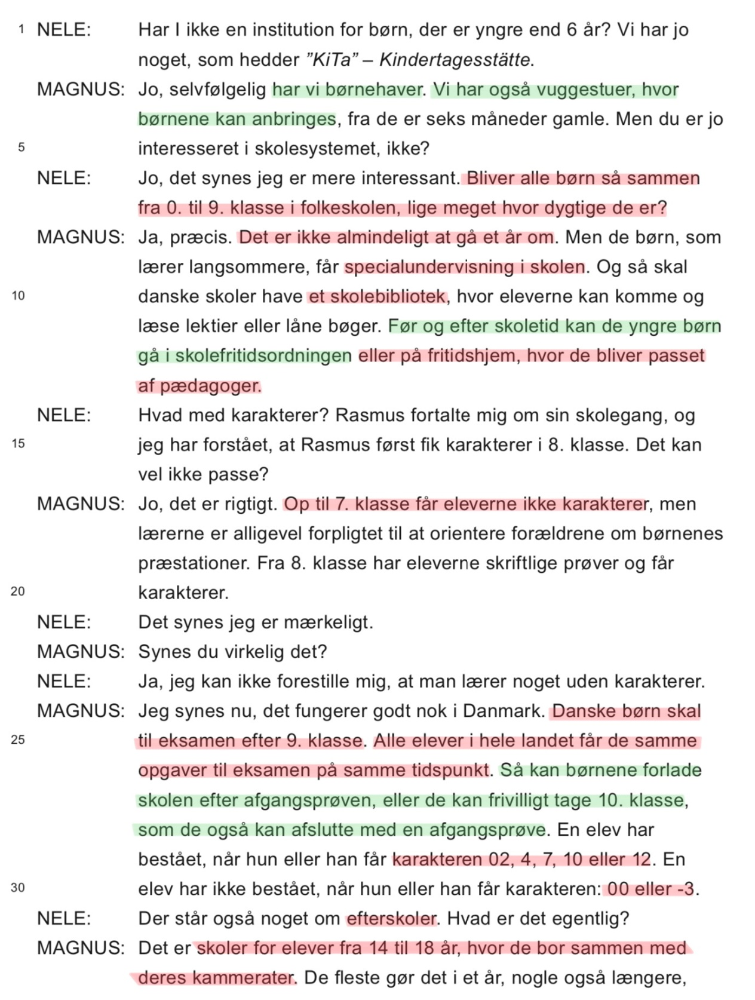 1 NELE: Har I ikke en institution for børn, der er yngre end 6 år? Vi har jo
noget, som hedder ”KiTa” – Kindertagesstätte.
MAGNUS: Jo, selvfølgelig har vi børnehaver. Vi har også vuggestuer, hvor
børnene kan anbringes, fra de er seks måneder gamle. Men du er jo
5 interesseret i skolesystemet, ikke?
NELE: Jo, det synes jeg er mere interessant. Bliver alle børn så sammen
fra 0. til 9. klasse i folkeskolen, lige meget hvor dygtige de er?
MAGNUS: Ja, præcis. Det er ikke almindeligt at gå et år om. Men de børn, som
lærer langsommere, får specialundervisning i skolen. Og så skal
10 danske skoler have et skolebibliotek, hvor eleverne kan komme og
læse lektier eller låne bøger. Før og efter skoletid kan de yngre børn
gå i skolefritidsordningen eller på fritidshjem, hvor de bliver passet
af pædagoger.
NELE: Hvad med karakterer? Rasmus fortalte mig om sin skolegang, og
15 jeg har forstået, at Rasmus først fik karakterer i 8. klasse. Det kan
vel ikke passe?
MAGNUS: Jo, det er rigtigt. Op til 7. klasse får eleverne ikke karakterer, men
lærerne er alligevel forpligtet til at orientere forældrene om børnenes
præstationer. Fra 8. klasse har eleverne skriftlige prøver og får
20 karakterer.
NELE: Det synes jeg er mærkeligt.
MAGNUS: Synes du virkelig det?
NELE: Ja, jeg kan ikke forestille mig, at man lærer noget uden karakterer.
MAGNUS: Jeg synes nu, det fungerer godt nok i Danmark. Danske børn skal
25 til eksamen efter 9. klasse. Alle elever i hele landet får de samme
opgaver til eksamen på samme tidspunkt. Så kan børnene forlade
skolen efter afgangsprøven, eller de kan frivilligt tage 10. klasse,
som de også kan afslutte med en afgangsprøve. En elev har
bestået, når hun eller han får karakteren 02, 4, 7, 10 eller 12. En
30 elev har ikke bestået, når hun eller han får karakteren: 00 eller -3.
NELE: Der står også noget om efterskoler. Hvad er det egentlig?
MAGNUS: Det er skoler for elever fra 14 til 18 år, hvor de bor sammen med
deres kammerater. De fleste gør det i et år, nogle også længere,